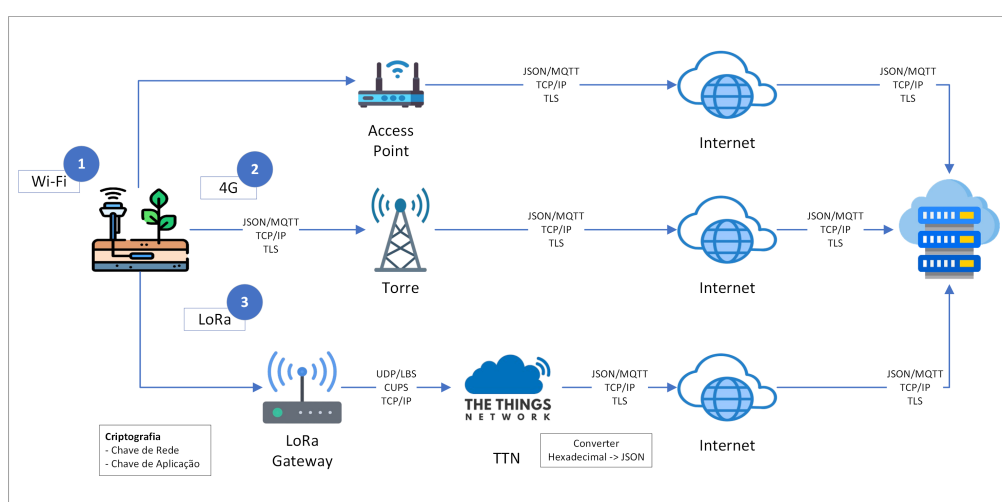 1
Wi-Fi
2
4G
3
LoRa
Access
Point
JSON/MQTT
TCP/IP
TLS
Internet
JSON/MQTT
TCP/IP
TLS
JSON/MQTT
TCP/IP
TLS
Torre
JSON/MQTT
TCP/IP
TLS
Internet
JSON/MQTT
TCP/IP
TLS
LoRa
Gateway
UDP/LBS
CUPS
TCP/IP
THE THINGS
NETWORK
TTN
JSON/MQTT
TCP/IP
TLS
Internet
JSON/MQTT
TCP/IP
TLS
Criptografia
- Chave de Rede
- Chave de Aplicação
Converter
Hexadecimal -> JSON